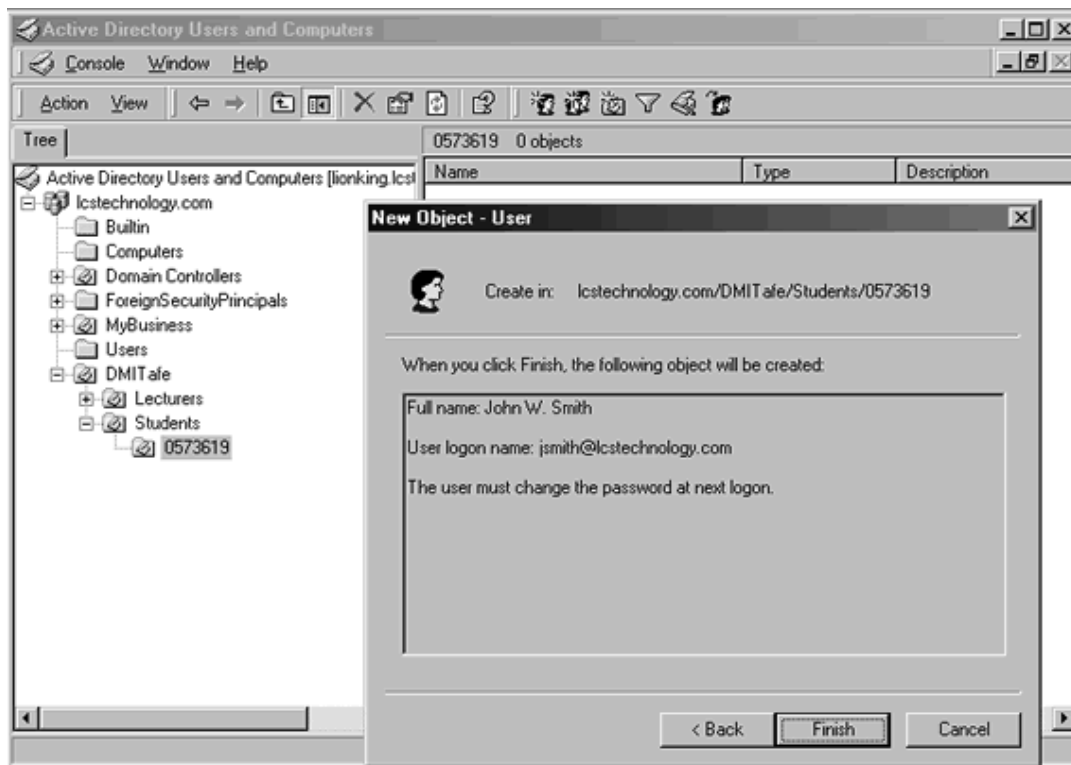 Active Directory Users and Computers
Console Window Help
Action View
Tree
0573619 0 objects
Name Type Description
Active Directory Users and Computers [lionking.lcst
lcstechnology.com
Builtin
Computers
Domain Controllers
ForeignSecurityPrincipals
MyBusiness
Users
DMITafe
Lecturers
Students
0573619
New Object - User
Create in: lcstechnology.com/DMITafe/Students/0573619
When you click Finish, the following object will be created:
Full name: John W. Smith
User logon name: jsmith@lcstechnology.com
The user must change the password at next logon.
< Back Finish Cancel